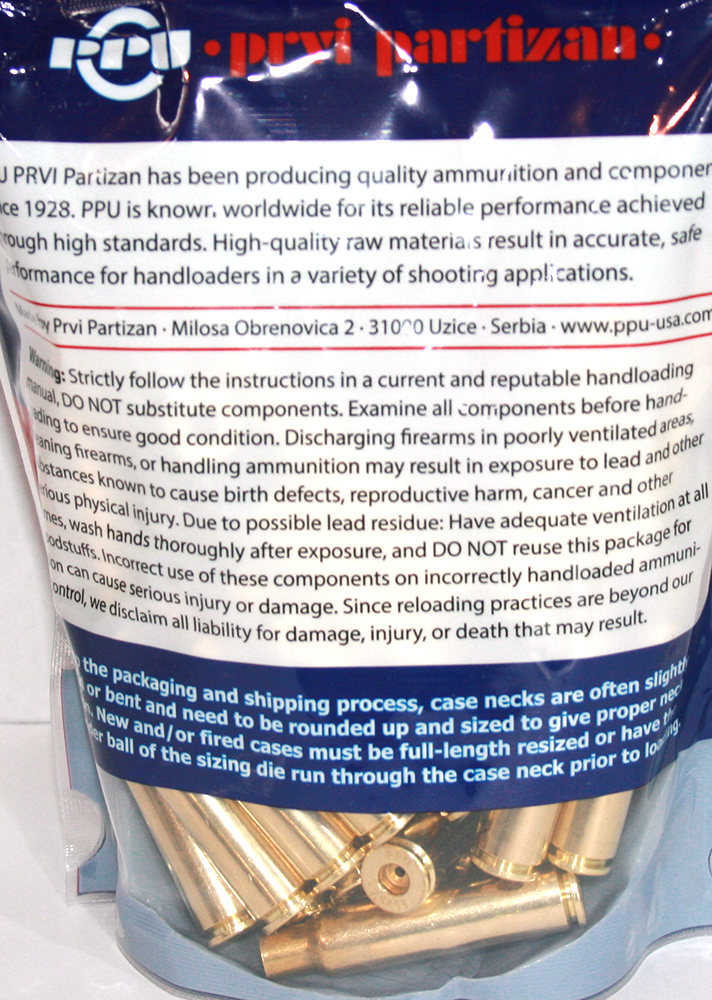 PPU • prvi partizan •
U PRVI Partizan has been producing quality ammunition and componen
ce 1928. PPU is known worldwide for its reliable performance achieved
rough high standards. High-quality raw materials result in accurate, safe
formance for handloaders in a variety of shooting applications.
Made by Prvi Partizan · Milosa Obrenovica 2 · 31000 Uzice · Serbia · www.ppu-usa.com
Warning: Strictly follow the instructions in a current and reputable handloading
manual, DO NOT substitute components. Examine all components before hand-
ading to ensure good condition. Discharging firearms in poorly ventilated areas,
aning firearms, or handling ammunition may result in exposure to lead and other
bstances known to cause birth defects, reproductive harm, cancer and other
rious physical injury. Due to possible lead residue: Have adequate ventilation at all
mes, wash hands thoroughly after exposure, and DO NOT reuse this package for
odstuffs. Incorrect use of these components on incorrectly handloaded ammuni-
on can cause serious injury or damage. Since reloading practices are beyond our
ontrol, we disclaim all liability for damage, injury, or death that may result.
o the packaging and shipping process, case necks are often slightly
or bent and need to be rounded up and sized to give proper neck
n. New and/or fired cases must be full-length resized or have the
der ball of the sizing die run through the case neck prior to loading.